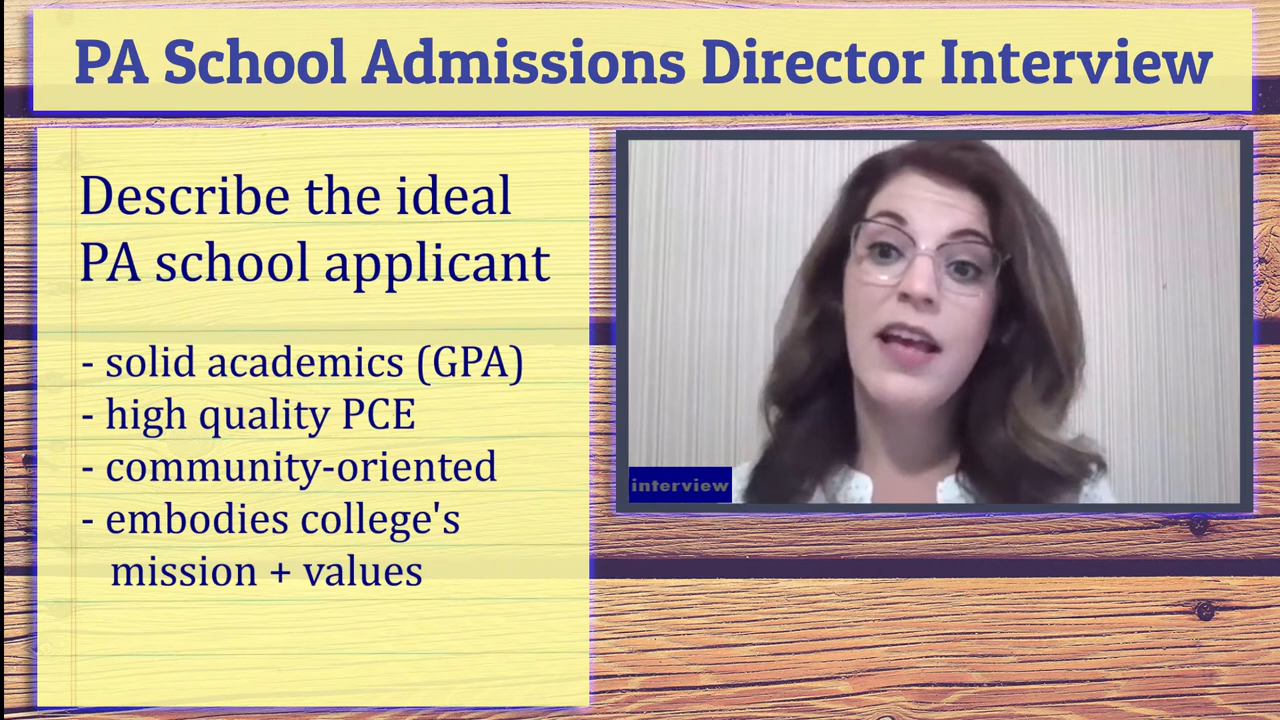 PA School Admissions Director Interview
Describe the ideal
PA school applicant
- solid academics (GPA)
- high quality PCE
- community-oriented
- embodies college's
mission + values
interview